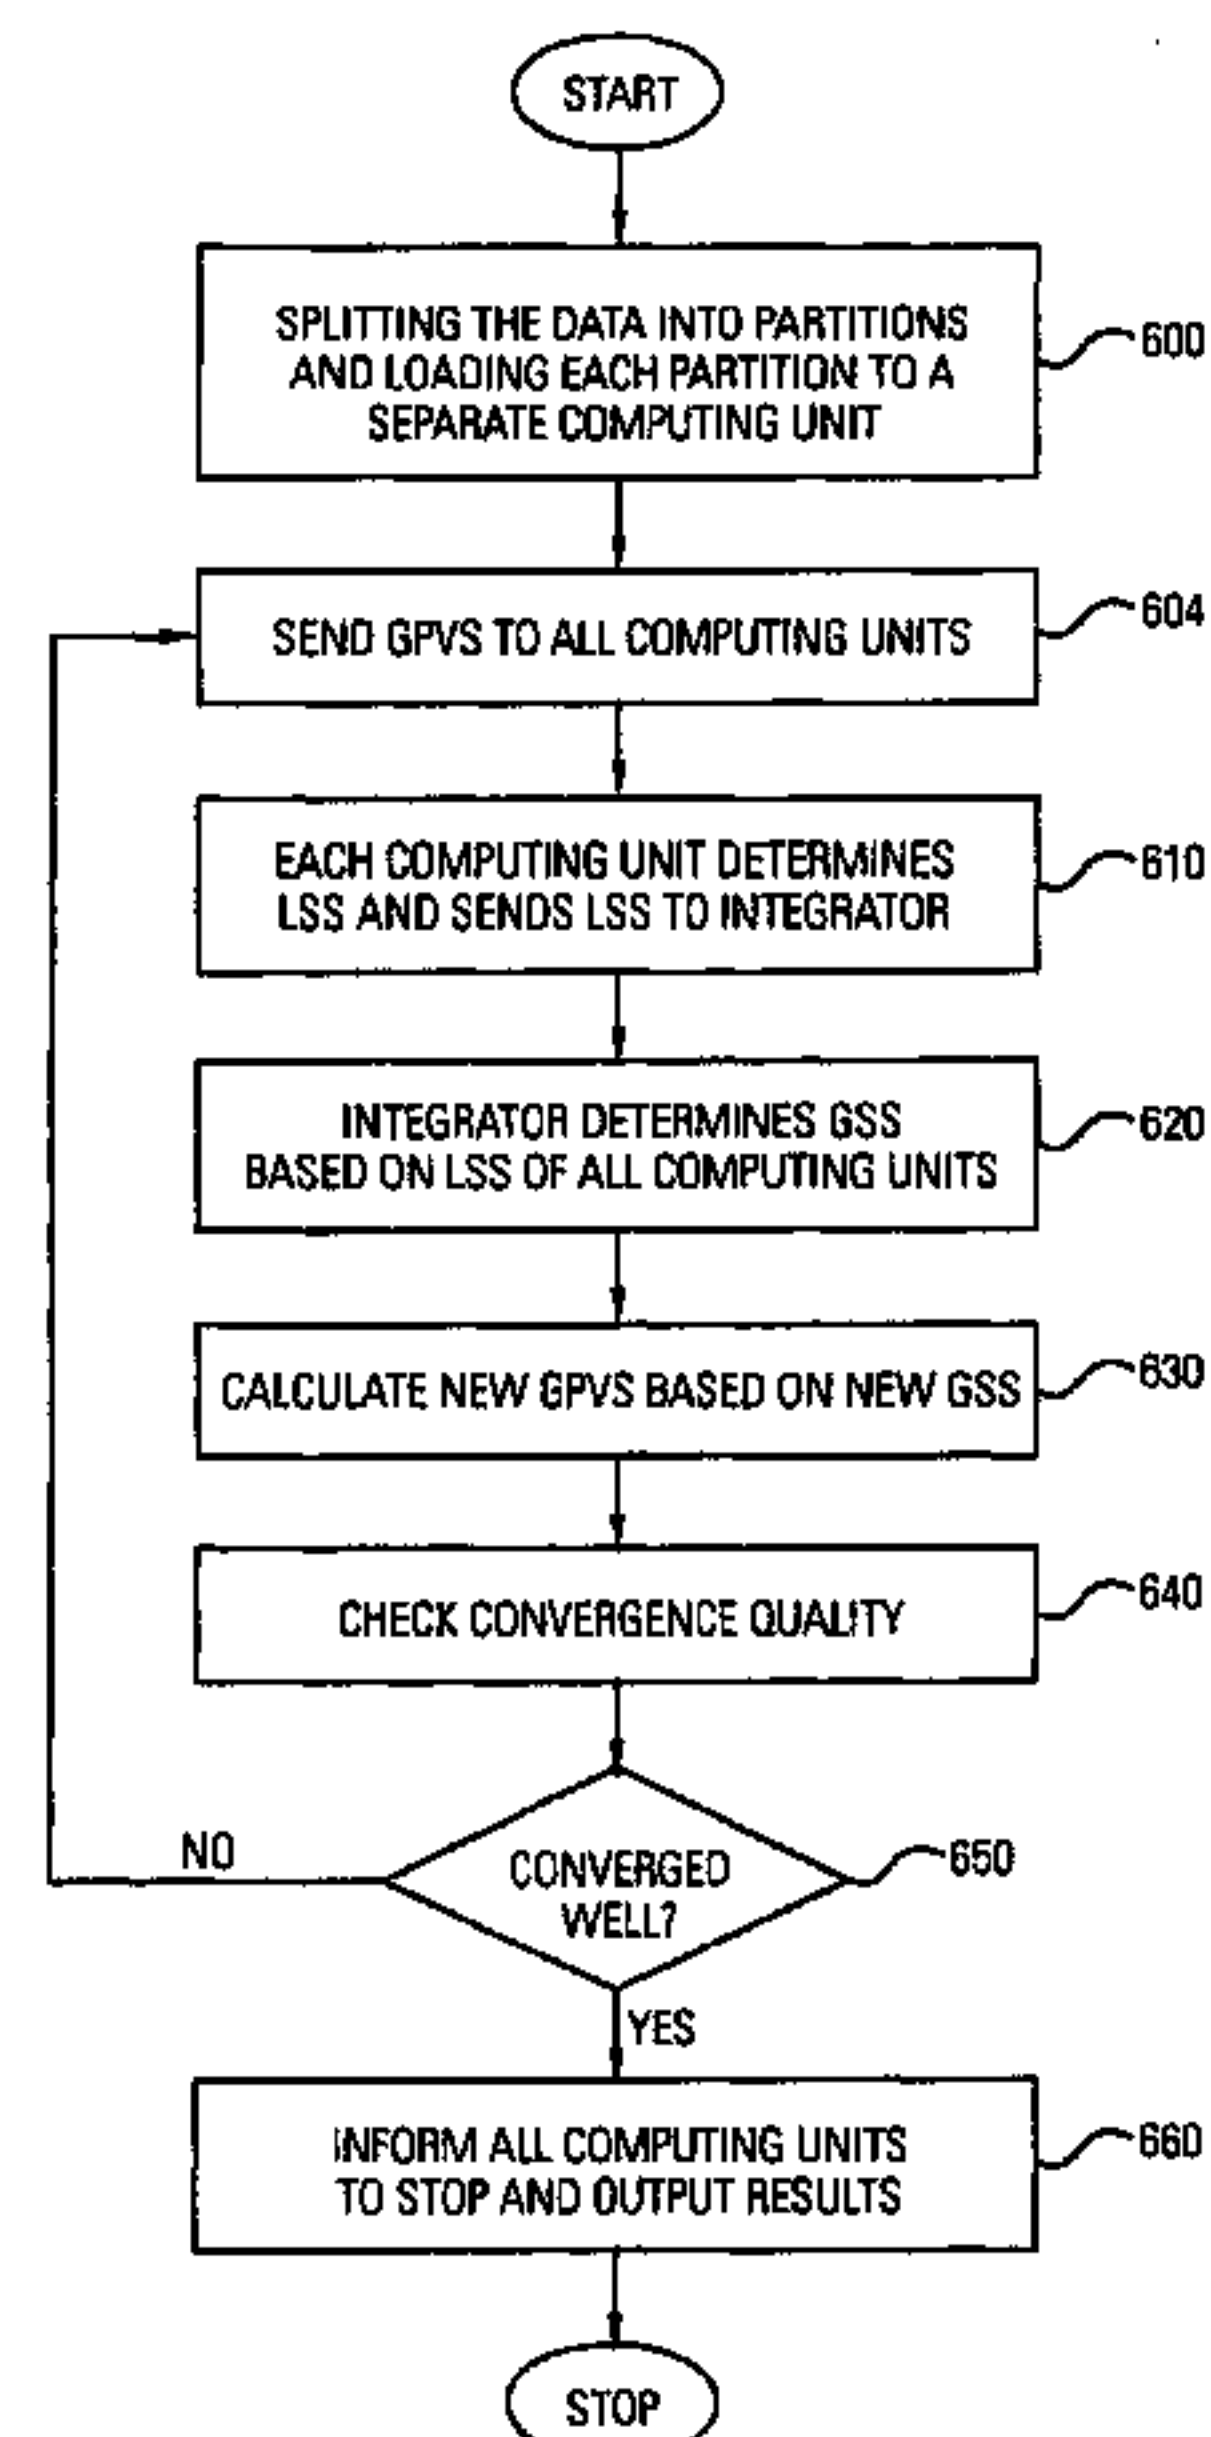 START
SPLITTING THE DATA INTO PARTITIONS
AND LOADING EACH PARTITION TO A
SEPARATE COMPUTING UNIT
600
SEND GPVS TO ALL COMPUTING UNITS
604
EACH COMPUTING UNIT DETERMINES
LSS AND SENDS LSS TO INTEGRATOR
610
INTEGRATOR DETERMINES GSS
BASED ON LSS OF ALL COMPUTING UNITS
620
CALCULATE NEW GPVS BASED ON NEW GSS
630
CHECK CONVERGENCE QUALITY
640
NO
CONVERGED
WELL?
650
YES
INFORM ALL COMPUTING UNITS
TO STOP AND OUTPUT RESULTS
660
STOP